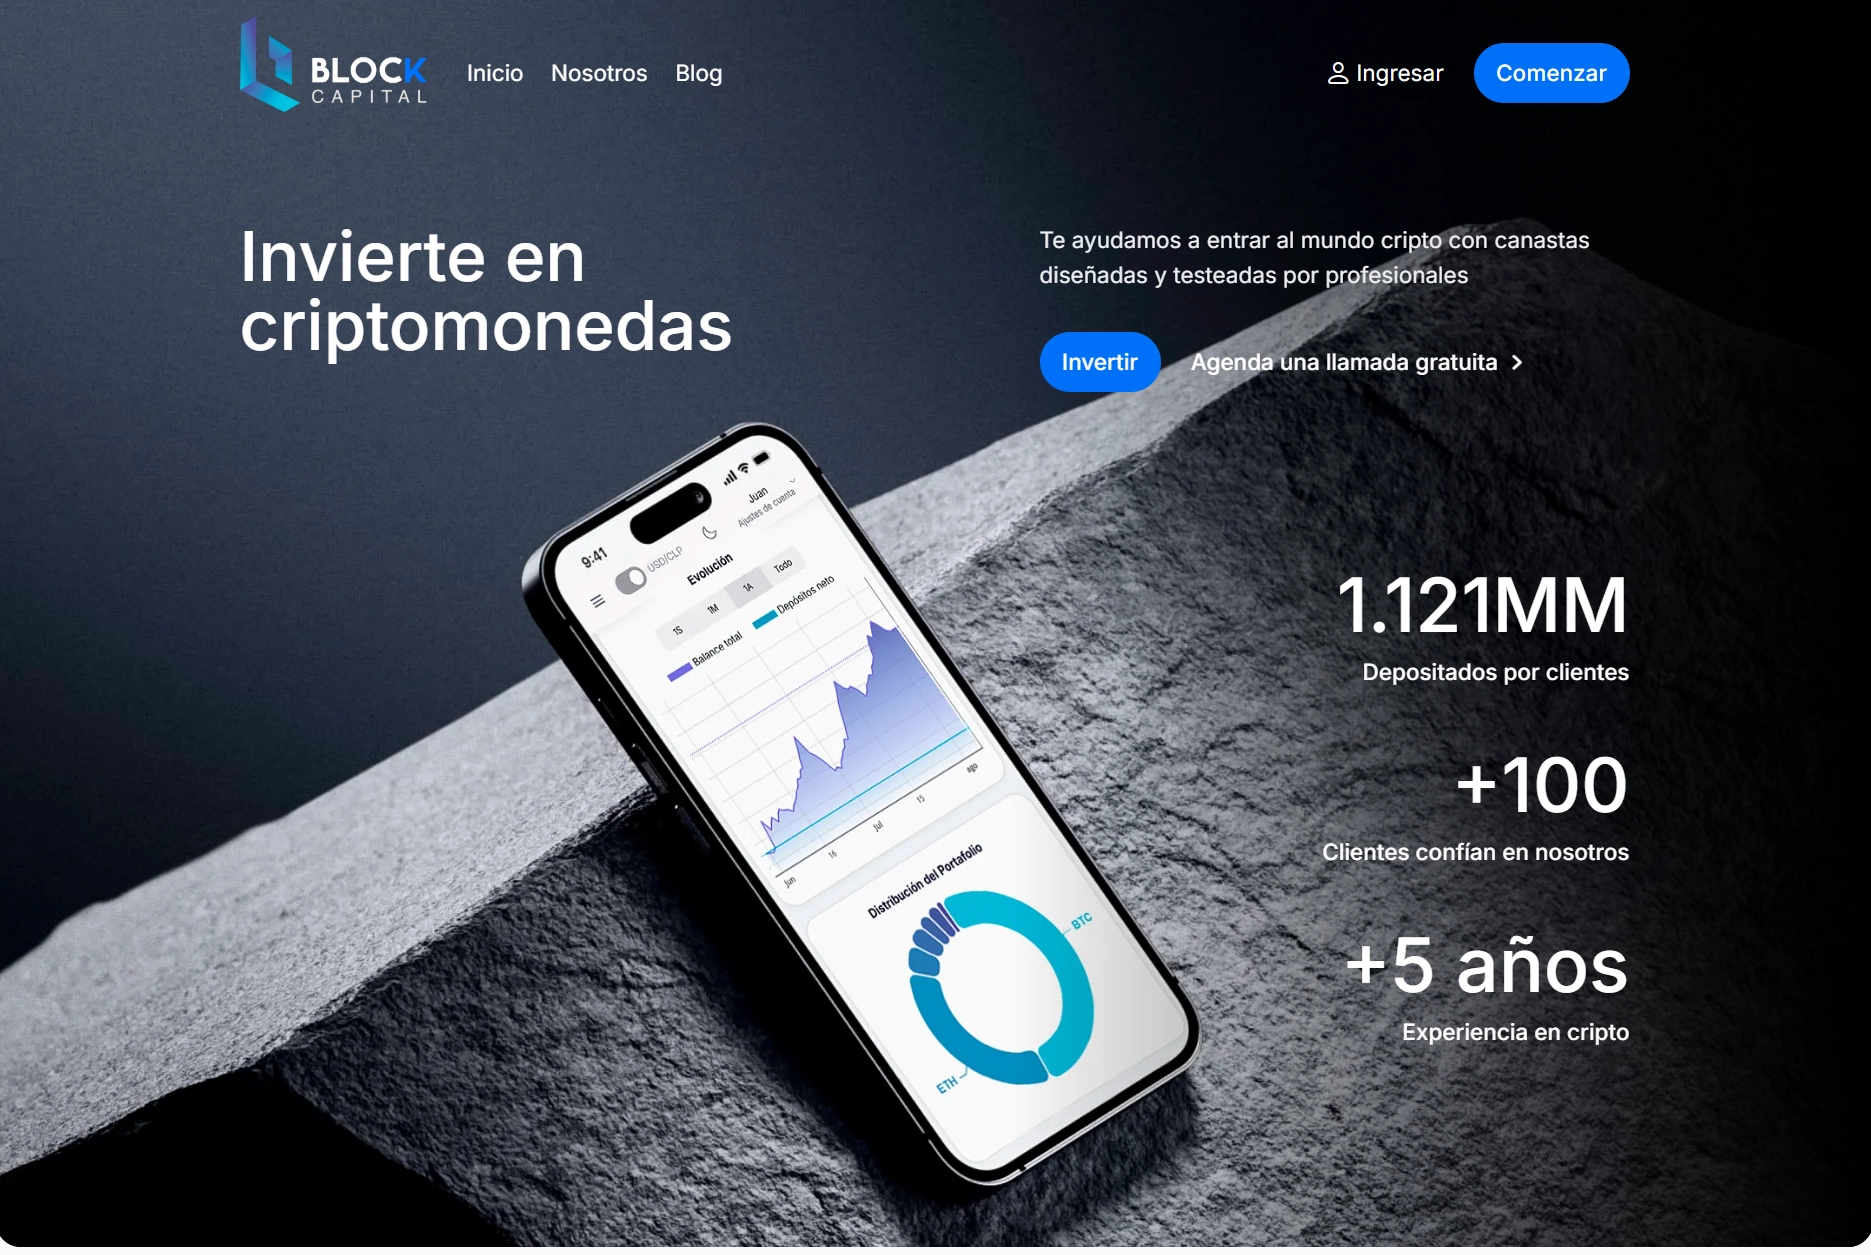 BLOCK
CAPITAL
Inicio
Nosotros
Blog
Ingresar
Comenzar
Invierte en
criptomonedas
Te ayudamos a entrar al mundo cripto con canastas
diseñadas y testeadas por profesionales
Invertir
Agenda una llamada gratuita
9:41
Juan
Ajustes de cuenta
USD/CLP
Evolución
1S
1M
1A
Todo
Balance total
Depósitos neto
Jun
16
jul
15
ago
Distribución del Portafolio
BTC
ETH
1.121MM
Depositados por clientes
+100
Clientes confían en nosotros
+5 años
Experiencia en cripto